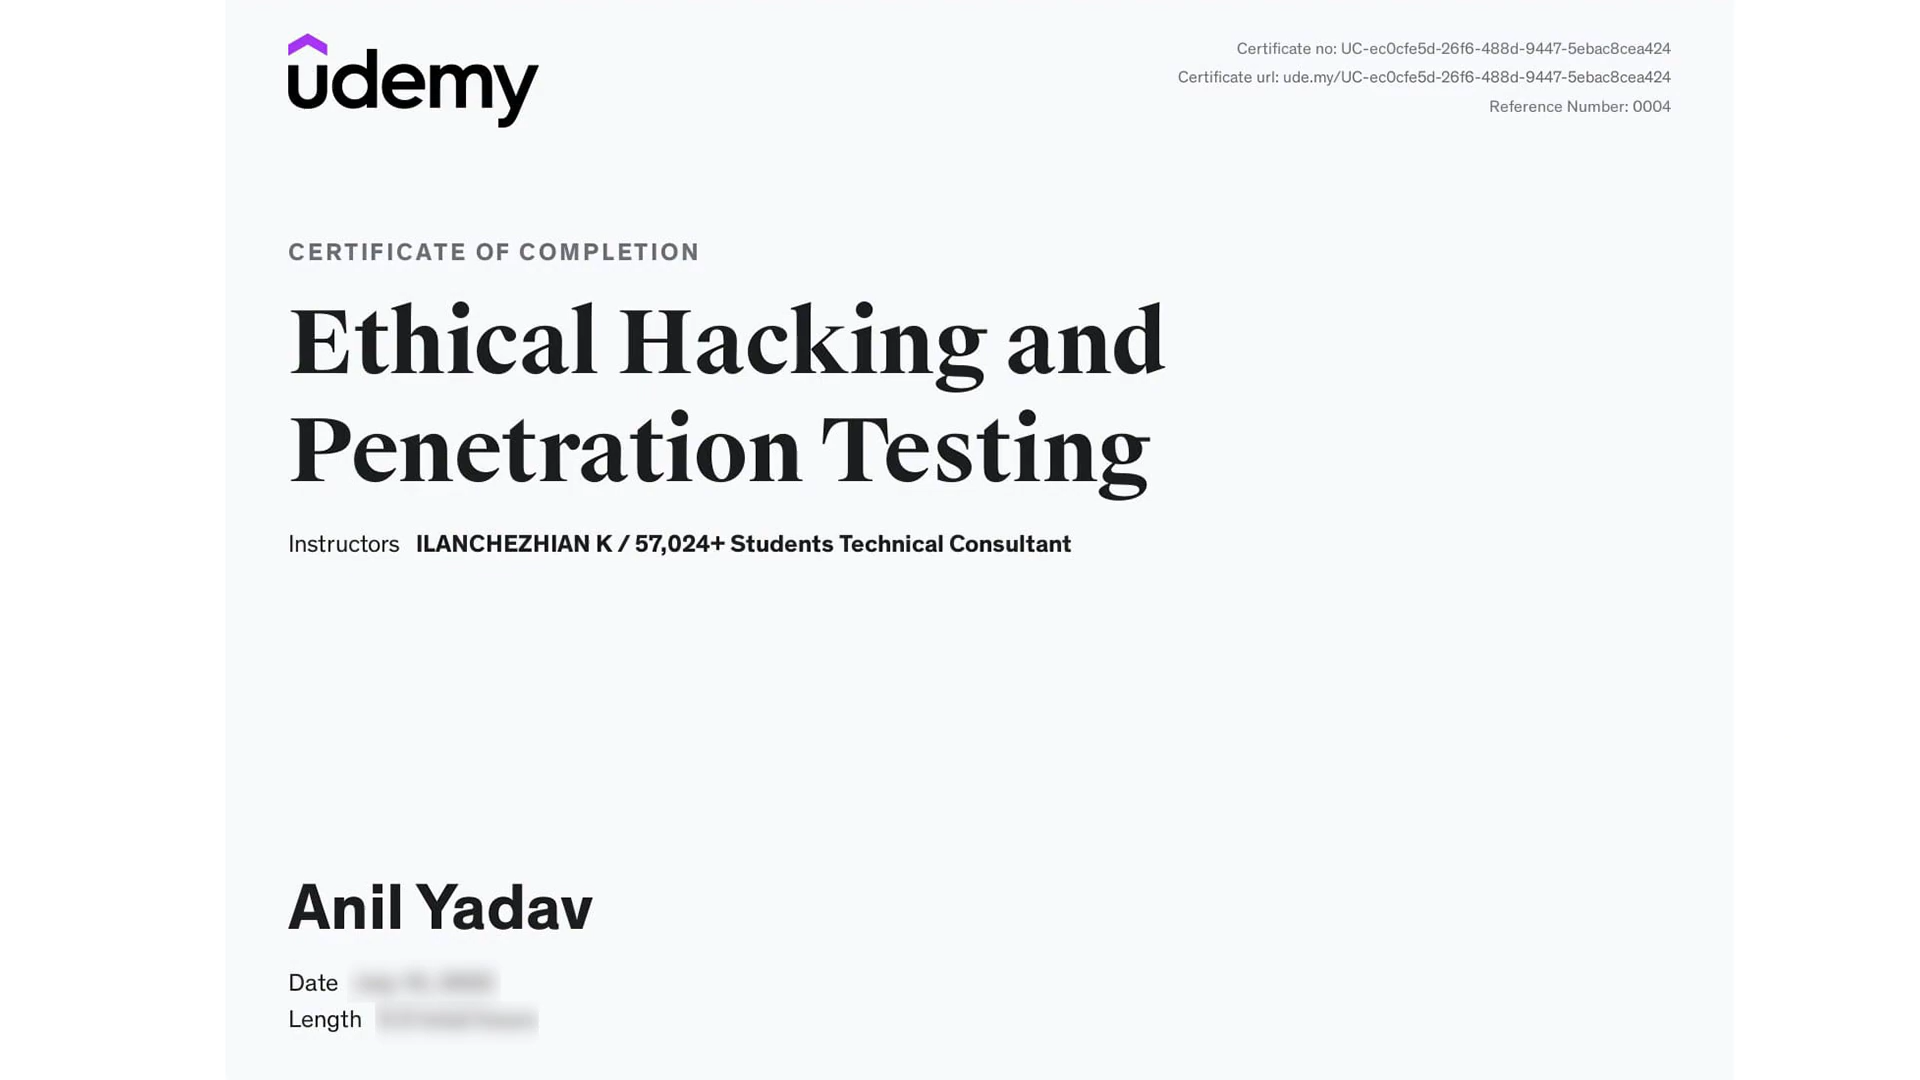 udemy
Certificate no: UC-ec0cfe5d-26f6-488d-9447-5ebac8cea424
Certificate url: ude.my/UC-ec0cfe5d-26f6-488d-9447-5ebac8cea424
Reference Number: 0004
CERTIFICATE OF COMPLETION
Ethical Hacking and
Penetration Testing
Instructors ILANCHEZHIAN K / 57,024+ Students Technical Consultant
Anil Yadav
Date
Length